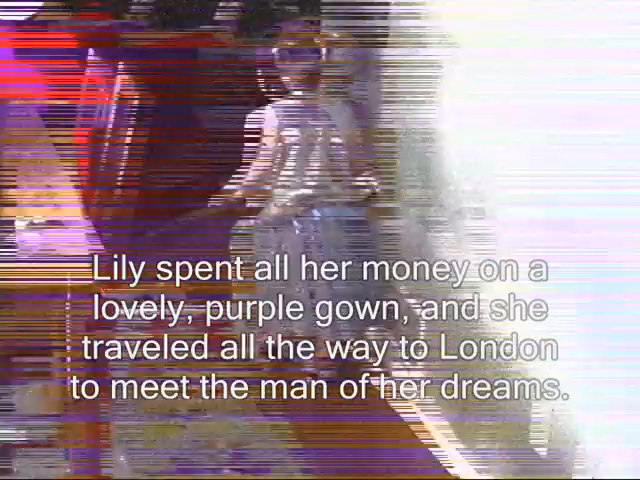 Lily spent all her money on a
lovely, purple gown, and she
traveled all the way to London
to meet the man of her dreams.